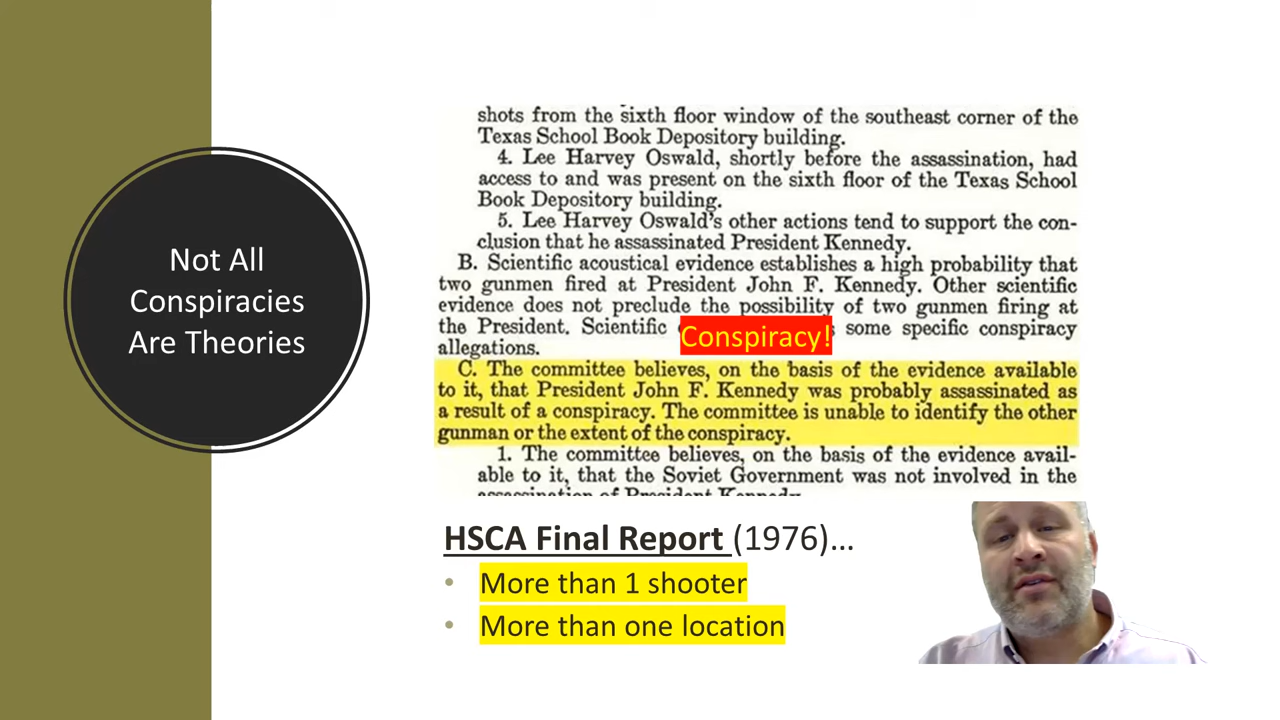 Not All
Conspiracies
Are Theories
shots from the sixth floor window of the southeast corner of the
Texas School Book Depository building.
4. Lee Harvey Oswald, shortly before the assassination, had
access to and was present on the sixth floor of the Texas School
Book Depository building.
5. Lee Harvey Oswald's other actions tend to support the con-
clusion that he assassinated President Kennedy.
B. Scientific acoustical evidence establishes a high probability that
two gunmen fired at President John F. Kennedy. Other scientific
evidence does not preclude the possibility of two gunmen firing at
the President. Scientific Conspiracy! some specific conspiracy
allegations.
C. The committee believes, on the basis of the evidence available
to it, that President John F. Kennedy was probably assassinated as
a result of a conspiracy. The committee is unable to identify the other
gunman or the extent of the conspiracy.
1. The committee believes, on the basis of the evidence avail-
able to it, that the Soviet Government was not involved in the
assassination of President Kennedy
HSCA Final Report (1976)...
• More than 1 shooter
• More than one location